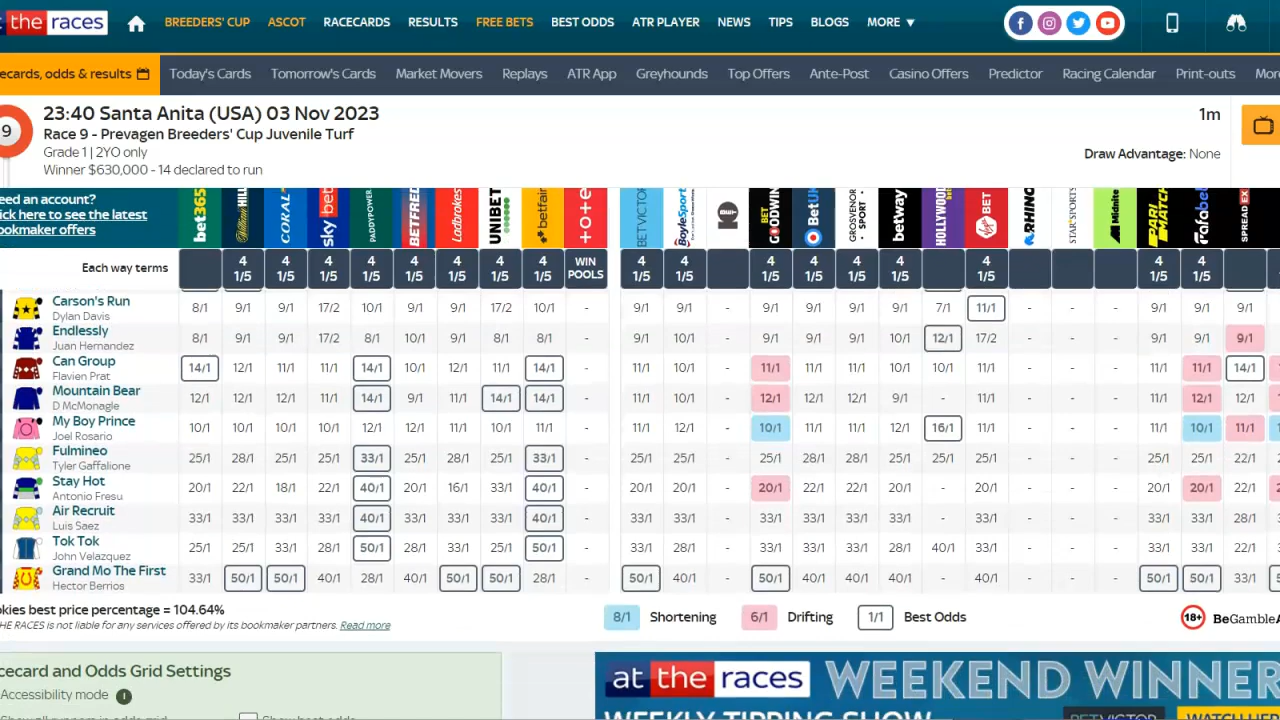 the races
BREEDERS' CUP ASCOT RACECARDS RESULTS FREE BETS BEST ODDS ATR PLAYER NEWS TIPS BLOGS MORE
ecards, odds & results Today's Cards Tomorrow's Cards Market Movers Replays ATR App Greyhounds Top Offers Ante-Post Casino Offers Predictor Racing Calendar Print-outs Mor
9
23:40 Santa Anita (USA) 03 Nov 2023 1m
Race 9 - Prevagen Breeders' Cup Juvenile Turf
Grade 1 | 2YO only Draw Advantage: None
Winner $630,000 - 14 declared to run
eed an account?
ick here to see the latest
okmaker offers
bet365 William Hill CORAL sky bet PADDYPOWER BETFRED Ladbrokes UNIBET betfair tote BETVICTOR BoyleSport BET GOODWIN BetUK GROSVENOR SPORT betway HOLLYWOOD BET RHINO STAR SPORTS Midnite PARIMATCH rafabet SPREADEX
Each way terms 4 4 4 4 4 4 4 4 WIN 4 4 4 4 4 4 4 4 4
1/5 1/5 1/5 1/5 1/5 1/5 1/5 1/5 POOLS 1/5 1/5 1/5 1/5 1/5 1/5 1/5 1/5 1/5
Carson's Run 8/1 9/1 9/1 17/2 10/1 9/1 9/1 17/2 10/1 - 9/1 9/1 - 9/1 9/1 9/1 9/1 7/1 11/1 - - - 9/1 9/1 9/1
Dylan Davis
Endlessly 8/1 9/1 9/1 17/2 8/1 10/1 9/1 8/1 8/1 - 9/1 10/1 - 9/1 9/1 9/1 10/1 12/1 17/2 - - - 9/1 9/1 9/1
Juan Hernandez
Can Group 14/1 12/1 11/1 11/1 14/1 10/1 12/1 11/1 14/1 - 11/1 10/1 - 11/1 11/1 10/1 10/1 10/1 11/1 - - - 11/1 11/1 14/1
Flavien Prat
Mountain Bear 12/1 12/1 12/1 11/1 14/1 9/1 11/1 14/1 14/1 - 11/1 10/1 - 12/1 12/1 12/1 9/1 - 11/1 - - - 11/1 12/1 12/1
D McMonagle
My Boy Prince 10/1 10/1 10/1 10/1 12/1 12/1 11/1 10/1 11/1 - 11/1 12/1 - 10/1 11/1 11/1 12/1 16/1 11/1 - - - 11/1 10/1 11/1
Joel Rosario
Fulmineo 25/1 28/1 25/1 25/1 33/1 25/1 28/1 25/1 33/1 - 25/1 25/1 - 25/1 28/1 28/1 25/1 25/1 25/1 - - - 25/1 25/1 22/1
Tyler Gaffalione
Stay Hot 20/1 22/1 18/1 22/1 40/1 20/1 16/1 33/1 40/1 - 20/1 20/1 - 20/1 22/1 22/1 20/1 - 20/1 - - - 20/1 20/1 22/1
Antonio Fresu
Air Recruit 33/1 33/1 33/1 33/1 40/1 33/1 33/1 33/1 40/1 - 33/1 33/1 - 33/1 33/1 33/1 33/1 - 33/1 - - - 33/1 33/1 28/1
Luis Saez
Tok Tok 25/1 25/1 33/1 28/1 50/1 28/1 33/1 25/1 50/1 - 33/1 28/1 - 33/1 33/1 33/1 28/1 40/1 33/1 - - - 33/1 33/1 22/1
John Velazquez
Grand Mo The First 33/1 50/1 50/1 40/1 28/1 40/1 50/1 50/1 28/1 - 50/1 40/1 - 50/1 40/1 40/1 40/1 - 40/1 - - - 50/1 50/1 33/1
Hector Berrios
okies best price percentage = 104.64% 8/1 Shortening 6/1 Drifting 1/1 Best Odds 18+ BeGambleA
HE RACES is not liable for any services offered by its bookmaker partners. Read more
cecard and Odds Grid Settings
Accessibility mode
at the races WEEKEND WINNER
WEEKLY TIPPING SHOW BETVICTOR WATCH HER
Show all runners in odds grid Show best odds